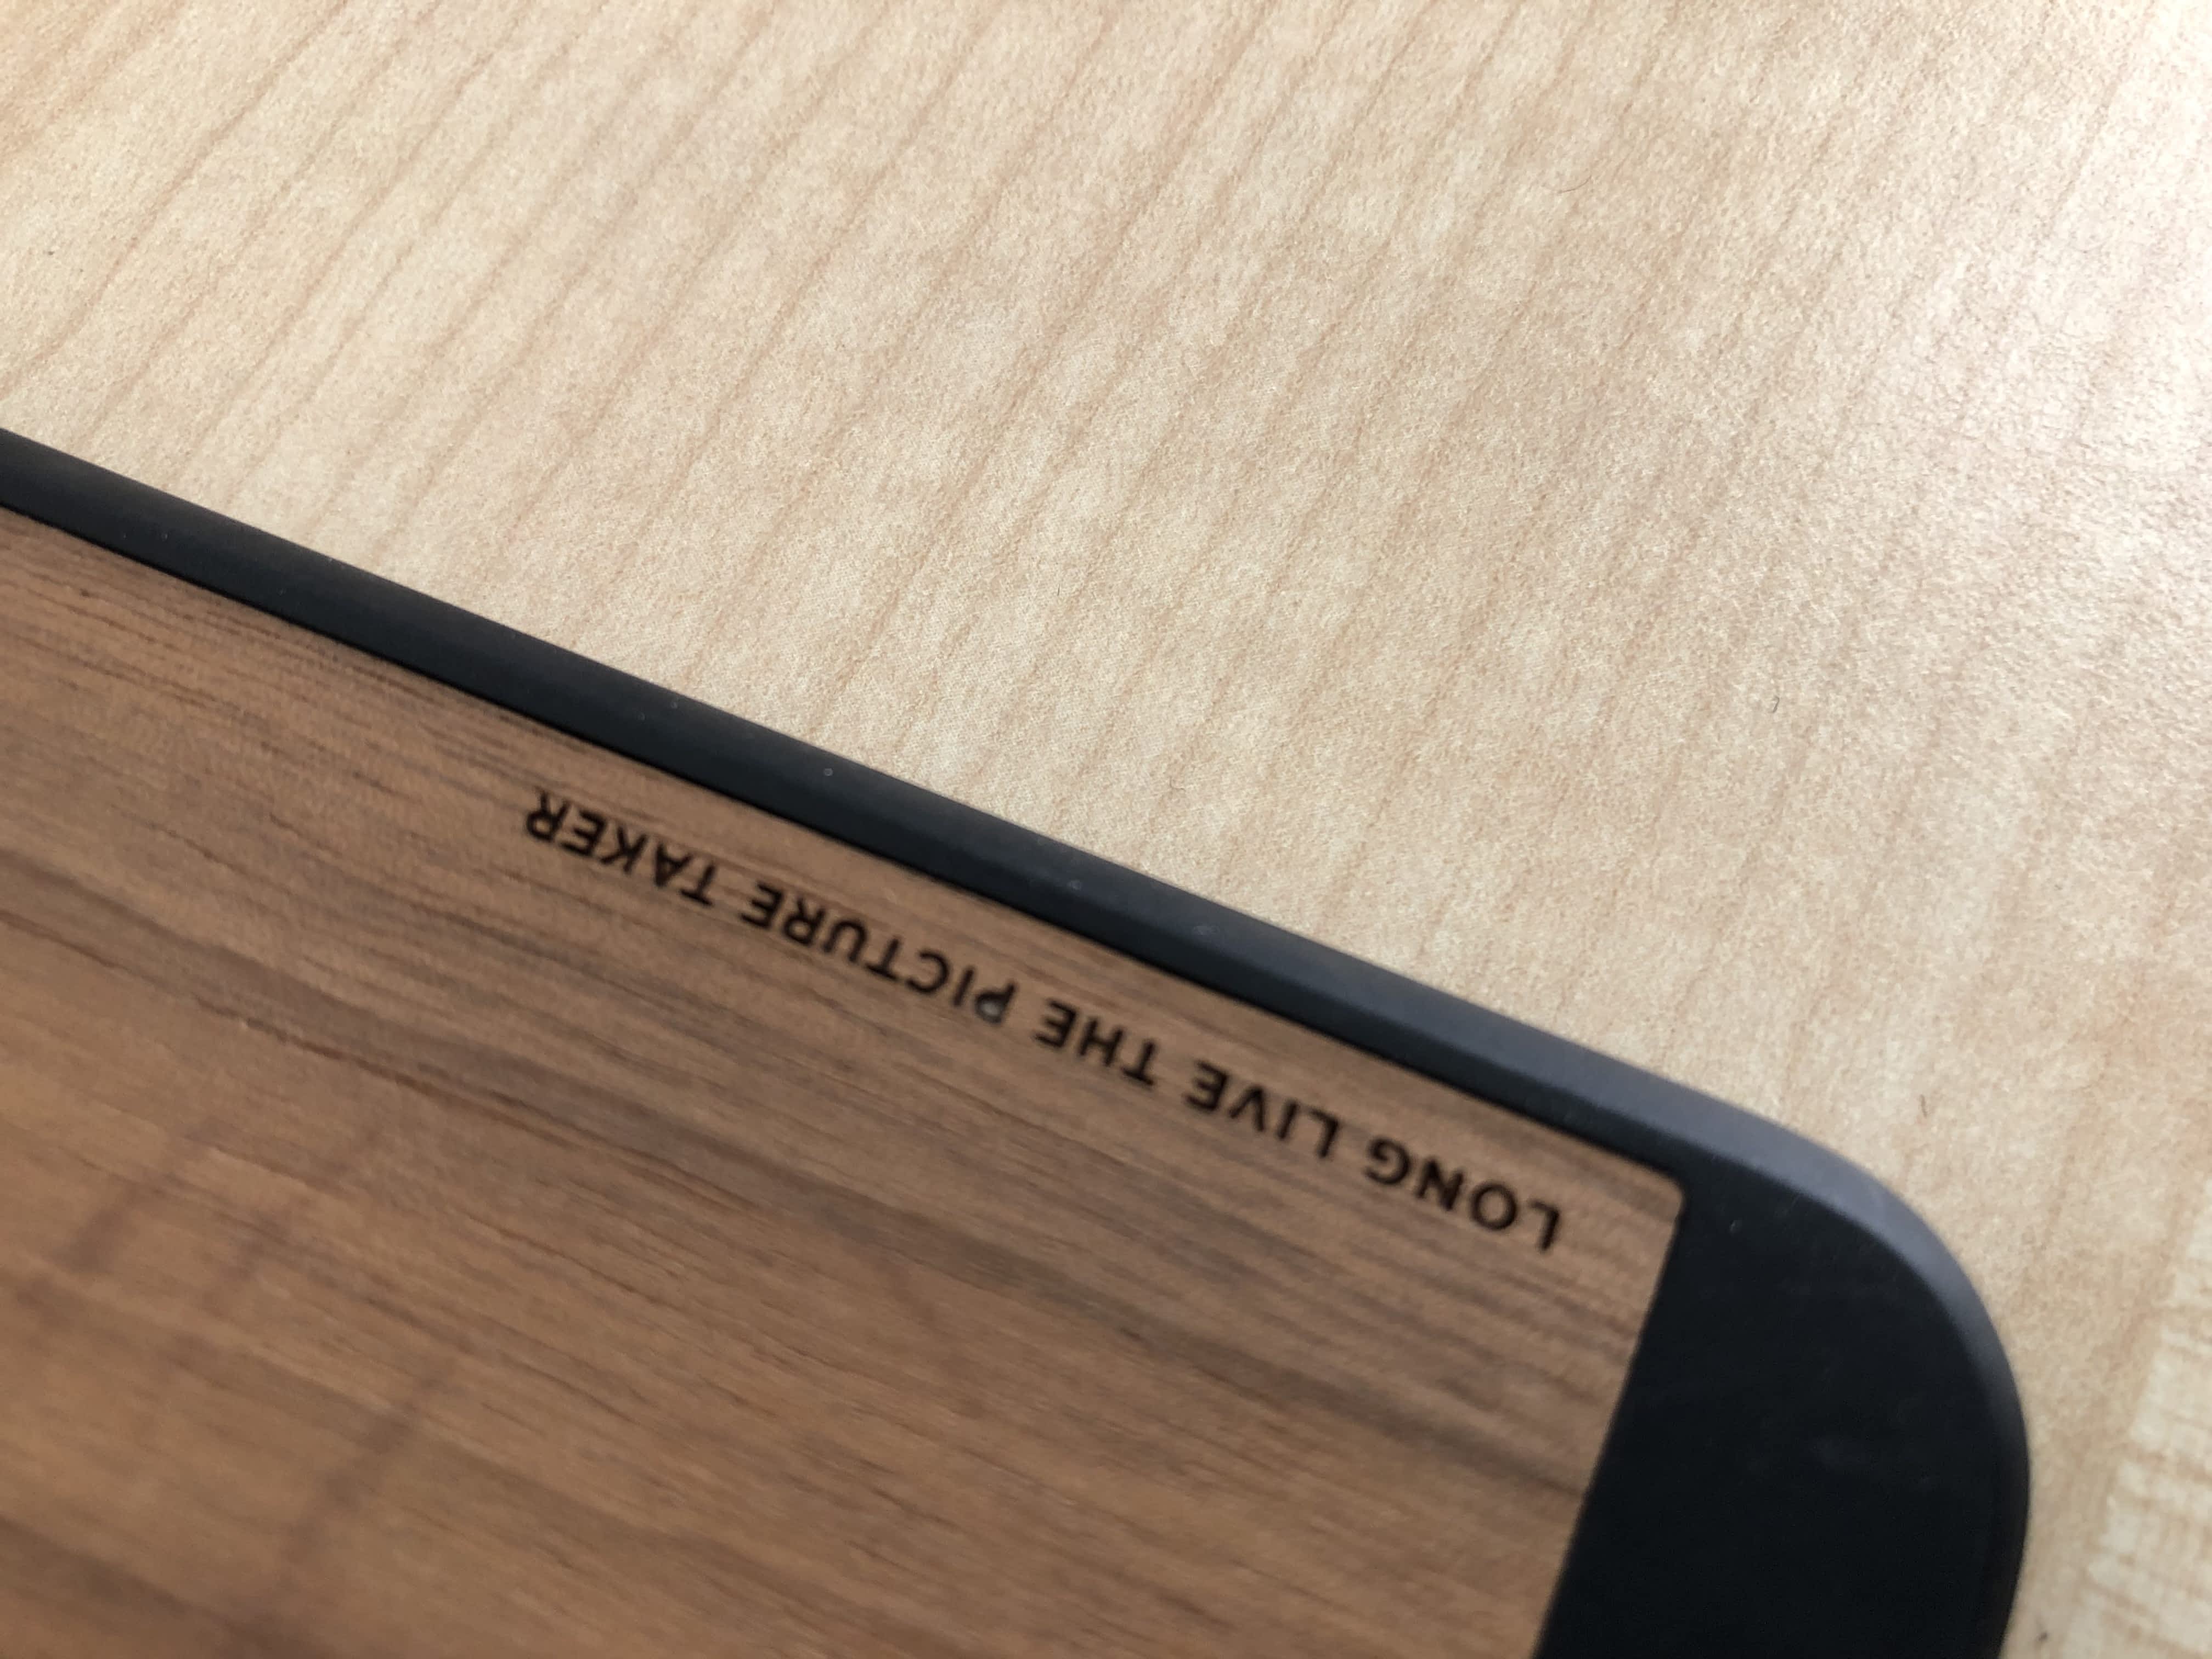 LONG LIVE THE PICTURE TAKER